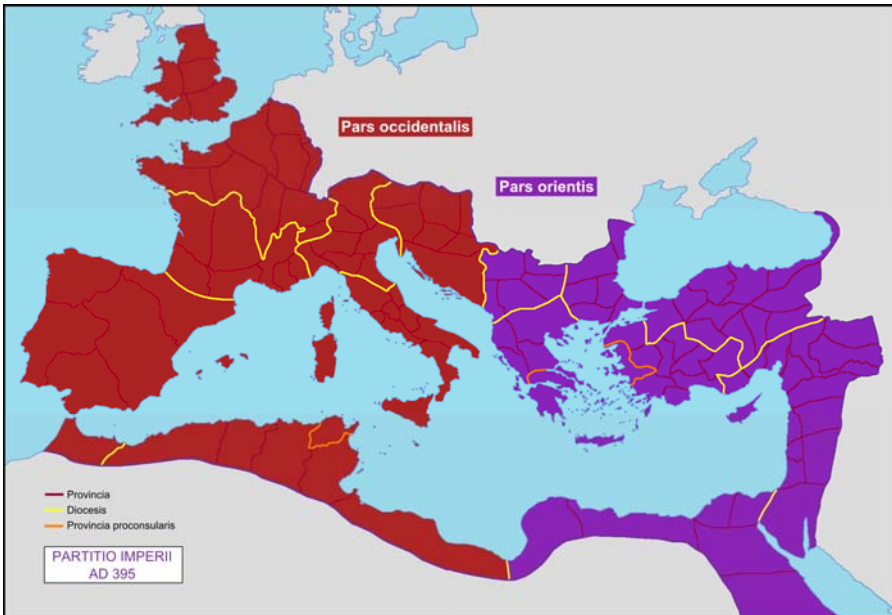 Pars occidentalis
Pars orientis
Provincia
Diocesis
Provincia proconsularis
PARTITIO IMPERII
AD 395